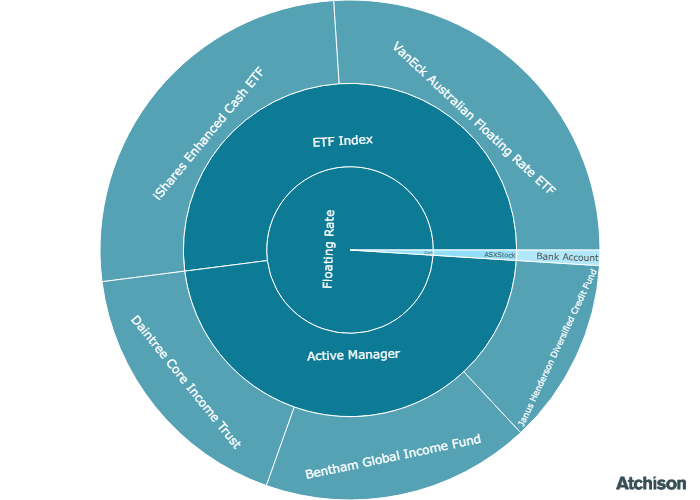 VanEck Australian Floating Rate ETF
IShares Enhanced Cash ETF
ETF Index
Floating Rate
ASXStock
Bank Account
Active Manager
Janus Henderson Diversified Credit Fund
Daintree Core Income Trust
Bentham Global Income Fund
Atchison